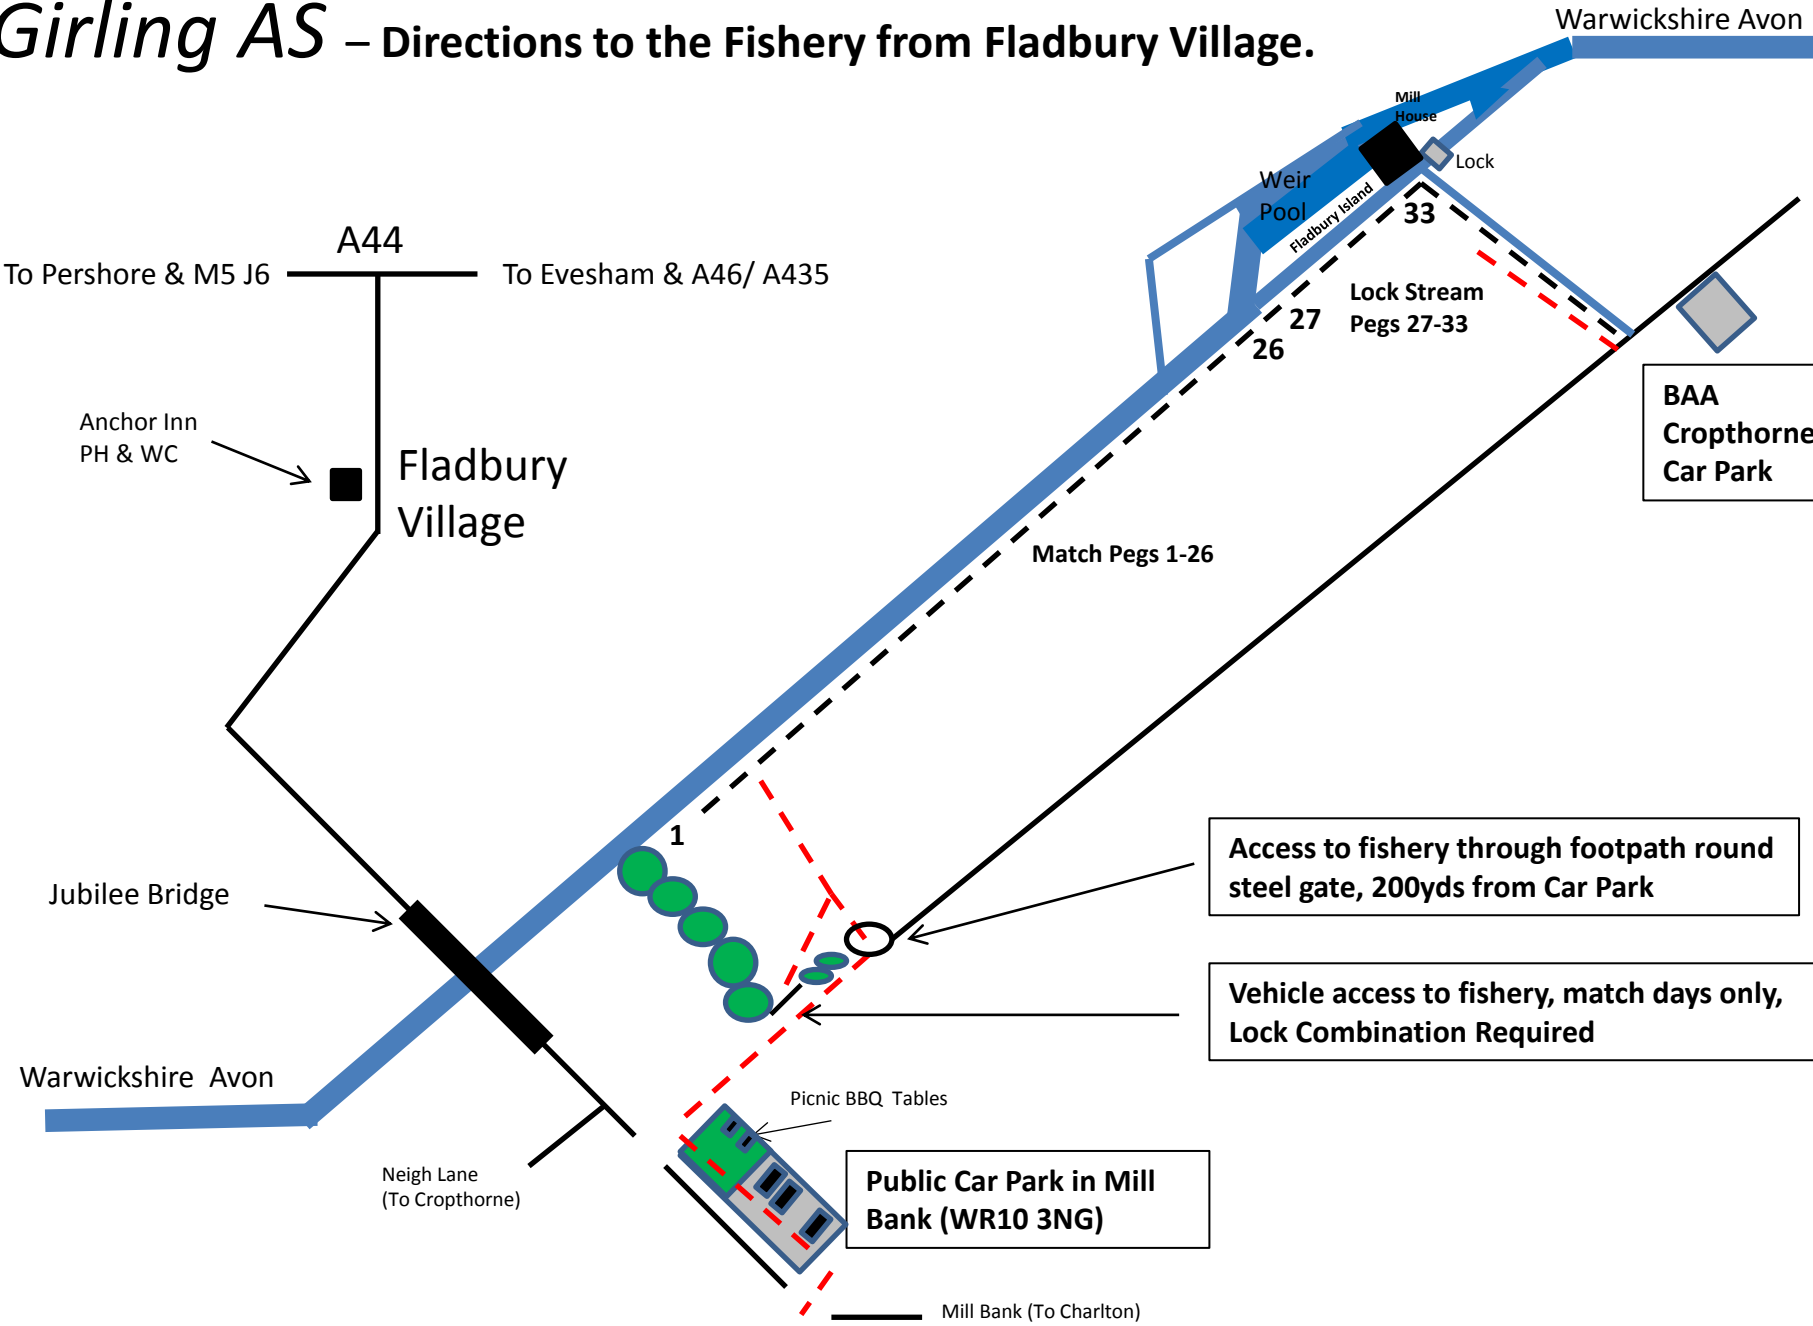 Girling AS – Directions to the Fishery from Fladbury Village.
Warwickshire Avon
Mill
House
Lock
Weir
Pool
Fladbury Island
33
A44
To Pershore & M5 J6
To Evesham & A46/ A435
Lock Stream
Pegs 27-33
27
26
BAA
Cropthorne
Car Park
Anchor Inn
PH & WC
Fladbury
Village
Match Pegs 1-26
1
Access to fishery through footpath round
steel gate, 200yds from Car Park
Jubilee Bridge
Vehicle access to fishery, match days only,
Lock Combination Required
Warwickshire Avon
Picnic BBQ Tables
Neigh Lane
(To Cropthorne)
Public Car Park in Mill
Bank (WR10 3NG)
Mill Bank (To Charlton)